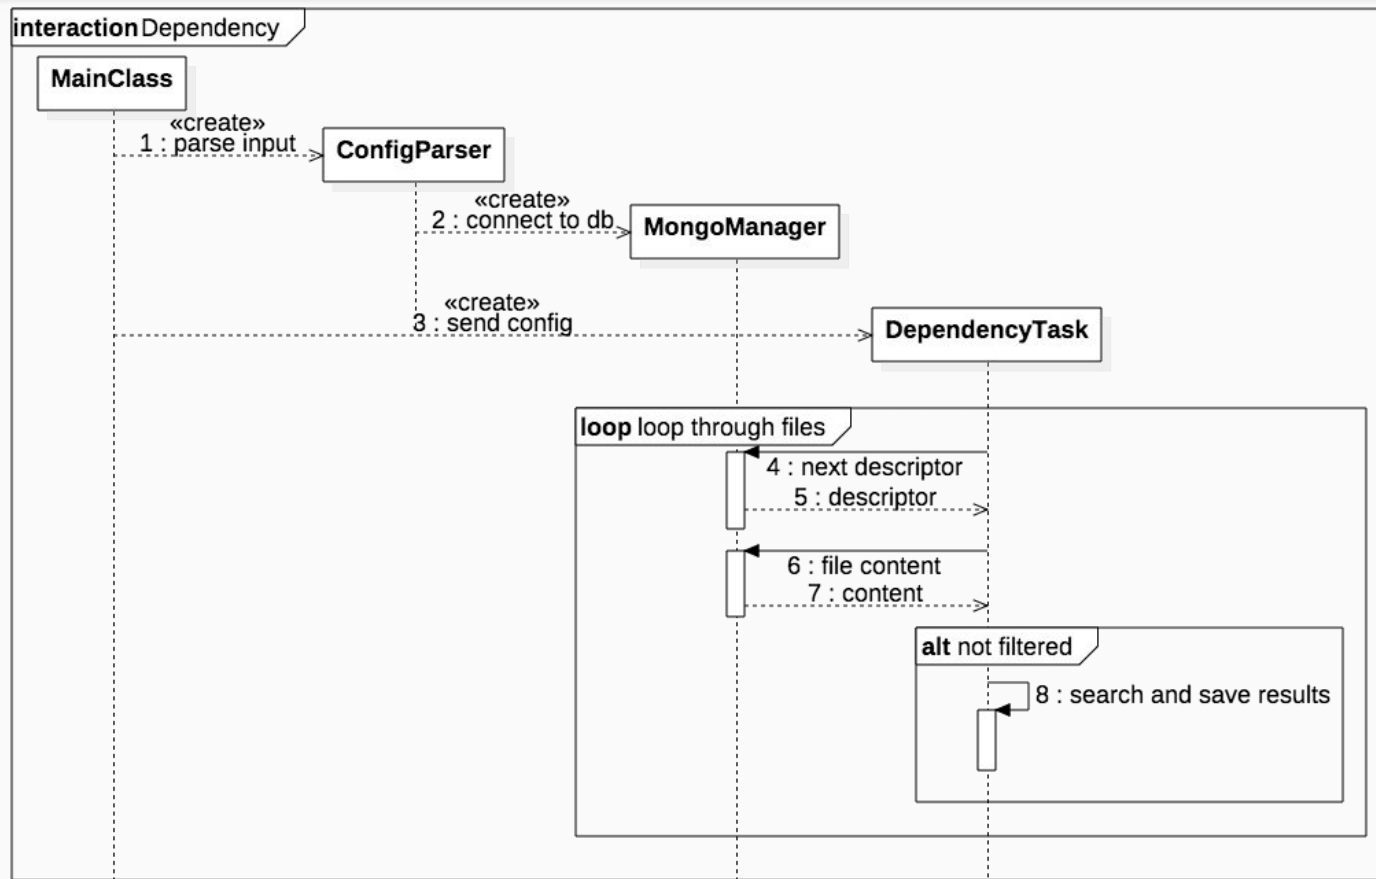 interaction Dependency
MainClass
«create»
1 : parse input
ConfigParser
«create»
2 : connect to db
MongoManager
«create»
3 : send config
DependencyTask
loop loop through files
4 : next descriptor
5 : descriptor
6 : file content
7 : content
alt not filtered
8 : search and save results